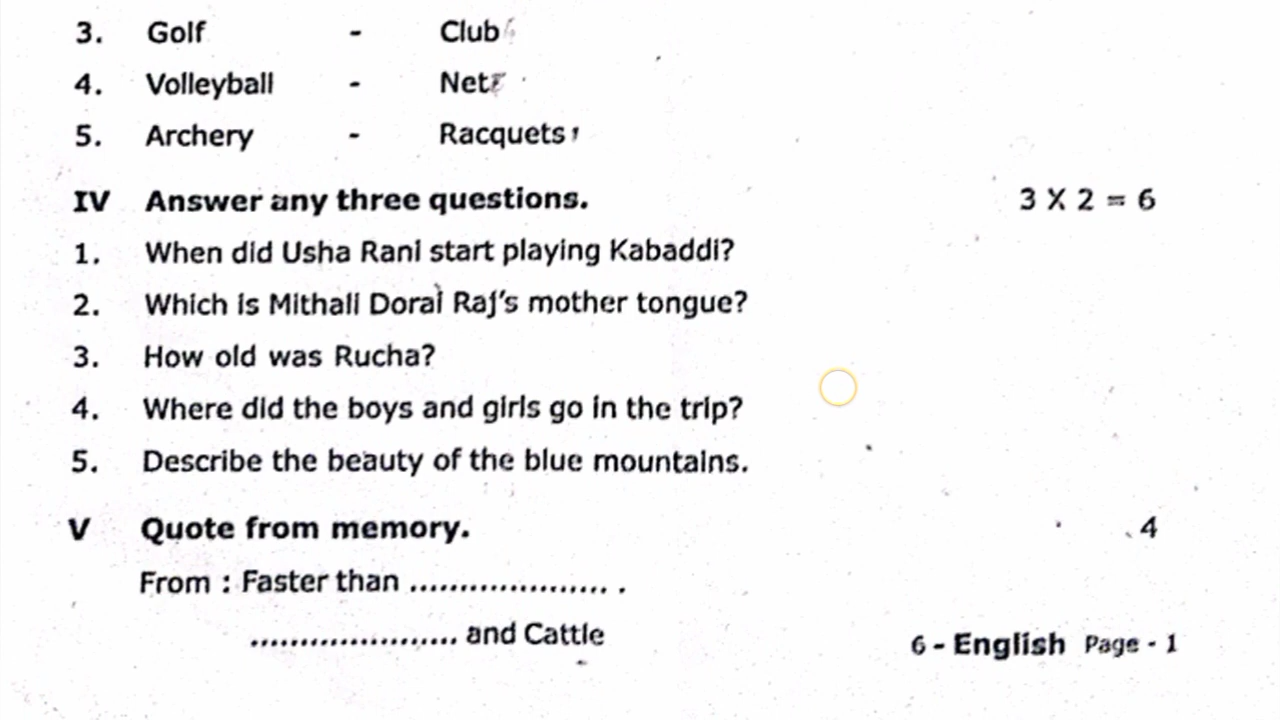 3. Golf - Club
4. Volleyball - Net
5. Archery - Racquets
IV Answer any three questions. 3 X 2 = 6
1. When did Usha Rani start playing Kabaddi?
2. Which is Mithali Dorai Raj's mother tongue?
3. How old was Rucha?
4. Where did the boys and girls go in the trip?
5. Describe the beauty of the blue mountains.
V Quote from memory. 4
From : Faster than .................... .
..................... and Cattle
6 - English Page - 1